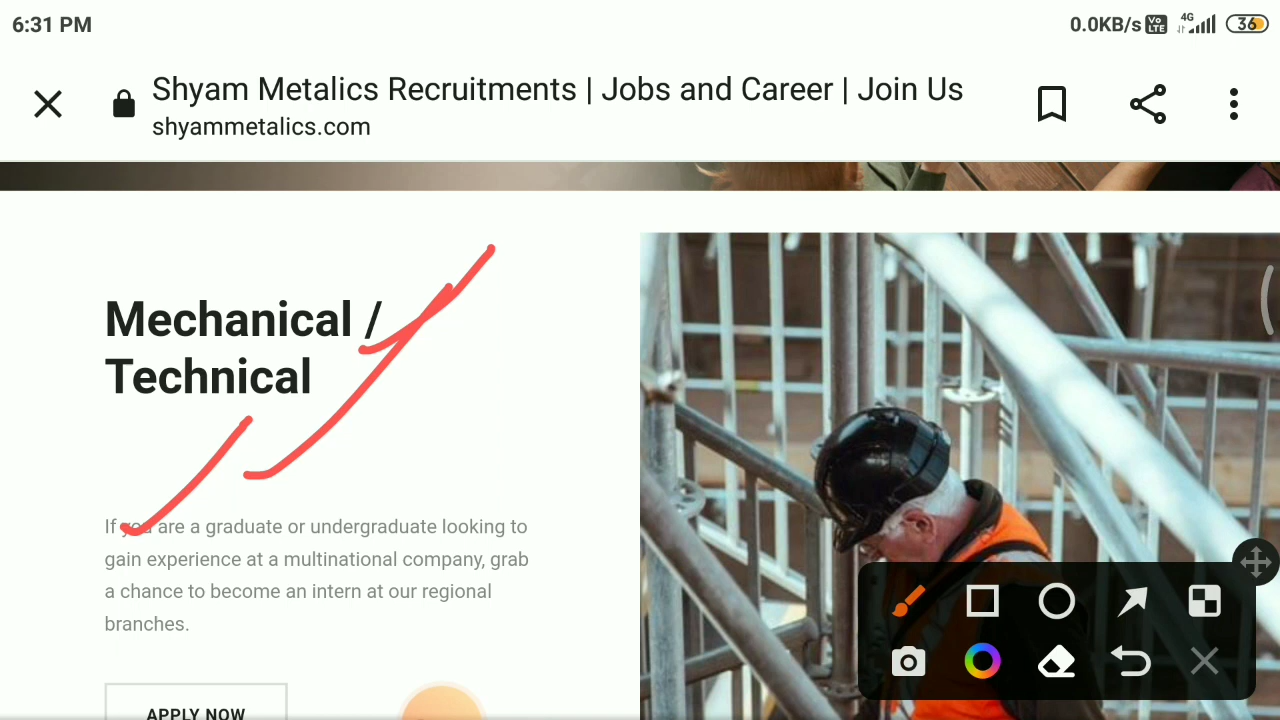 6:31 PM
0.0KB/s Vo LTE 4G 36
Shyam Metalics Recruitments | Jobs and Career | Join Us
shyammetalics.com
Mechanical /
Technical
If you are a graduate or undergraduate looking to
gain experience at a multinational company, grab
a chance to become an intern at our regional
branches.
APPLY NOW